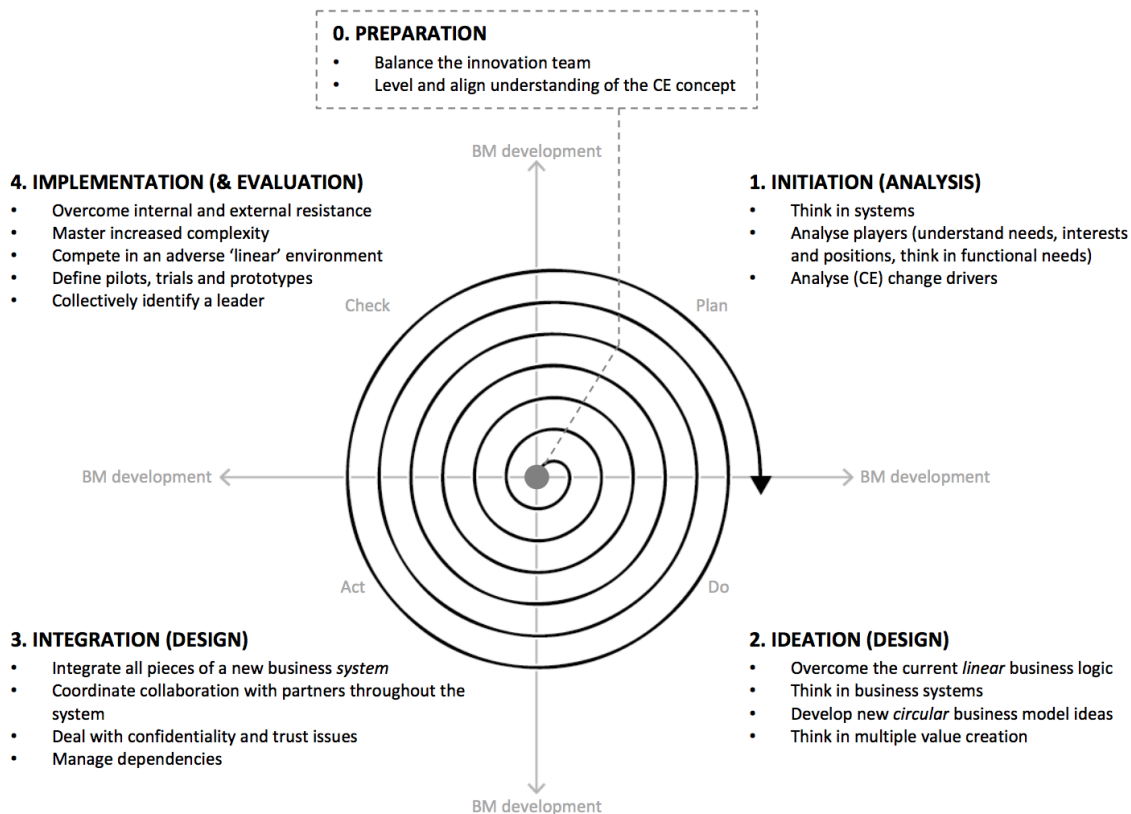 0. PREPARATION
• Balance the innovation team
• Level and align understanding of the CE concept
BM development
4. IMPLEMENTATION (& EVALUATION)
• Overcome internal and external resistance
• Master increased complexity
• Compete in an adverse ‘linear’ environment
• Define pilots, trials and prototypes
• Collectively identify a leader
1. INITIATION (ANALYSIS)
• Think in systems
• Analyse players (understand needs, interests
and positions, think in functional needs)
• Analyse (CE) change drivers
Check
Plan
BM development
BM development
Act
Do
3. INTEGRATION (DESIGN)
• Integrate all pieces of a new business system
• Coordinate collaboration with partners throughout the
system
• Deal with confidentiality and trust issues
• Manage dependencies
2. IDEATION (DESIGN)
• Overcome the current linear business logic
• Think in business systems
• Develop new circular business model ideas
• Think in multiple value creation
BM development